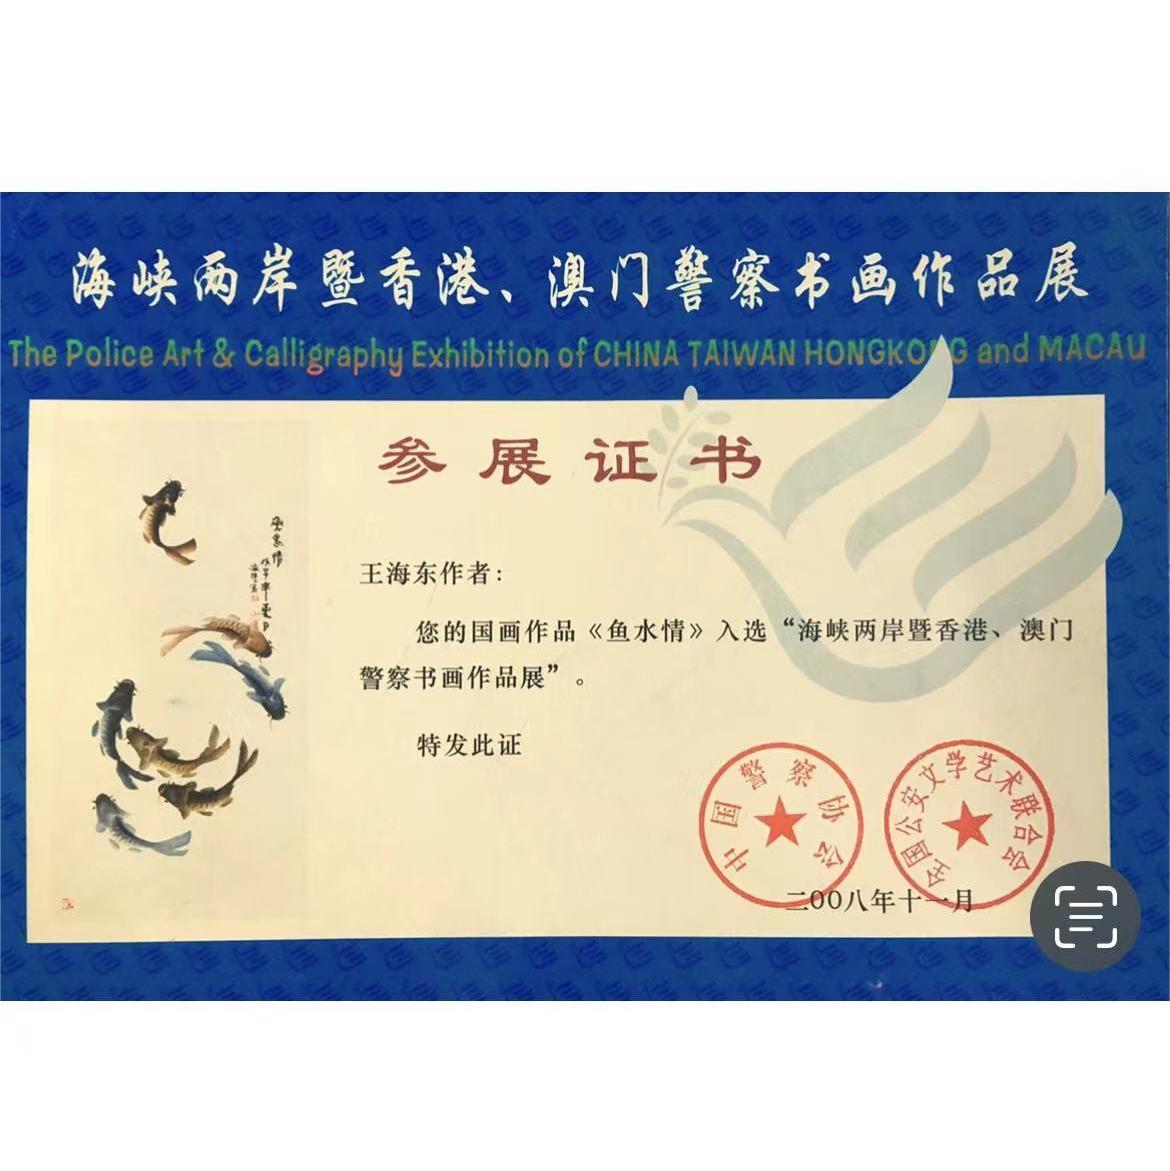 海峡两岸暨香港、澳门警察书画作品展
The Police Art & Calligraphy Exhibition of CHINA TAIWAN HONGKONG and MACAU
参展证书
王海东作者：
您的国画作品《鱼水情》入选“海峡两岸暨香港、澳门
警察书画作品展”。
特发此证
中国警察协会
全国公安文学艺术联合会
二00八年十一月